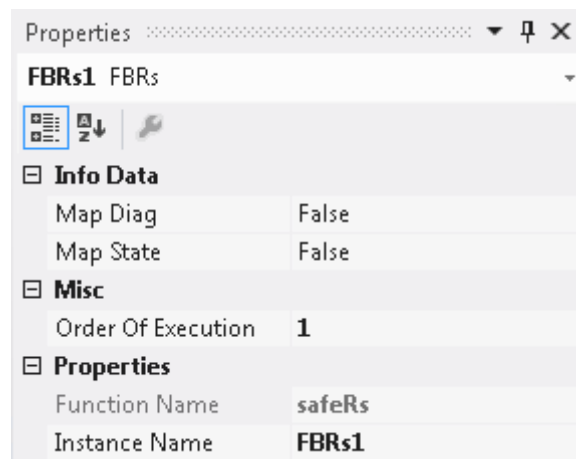 Properties
FBRs1 FBRs
Info Data
Map Diag False
Map State False
Misc
Order Of Execution 1
Properties
Function Name safeRs
Instance Name FBRs1